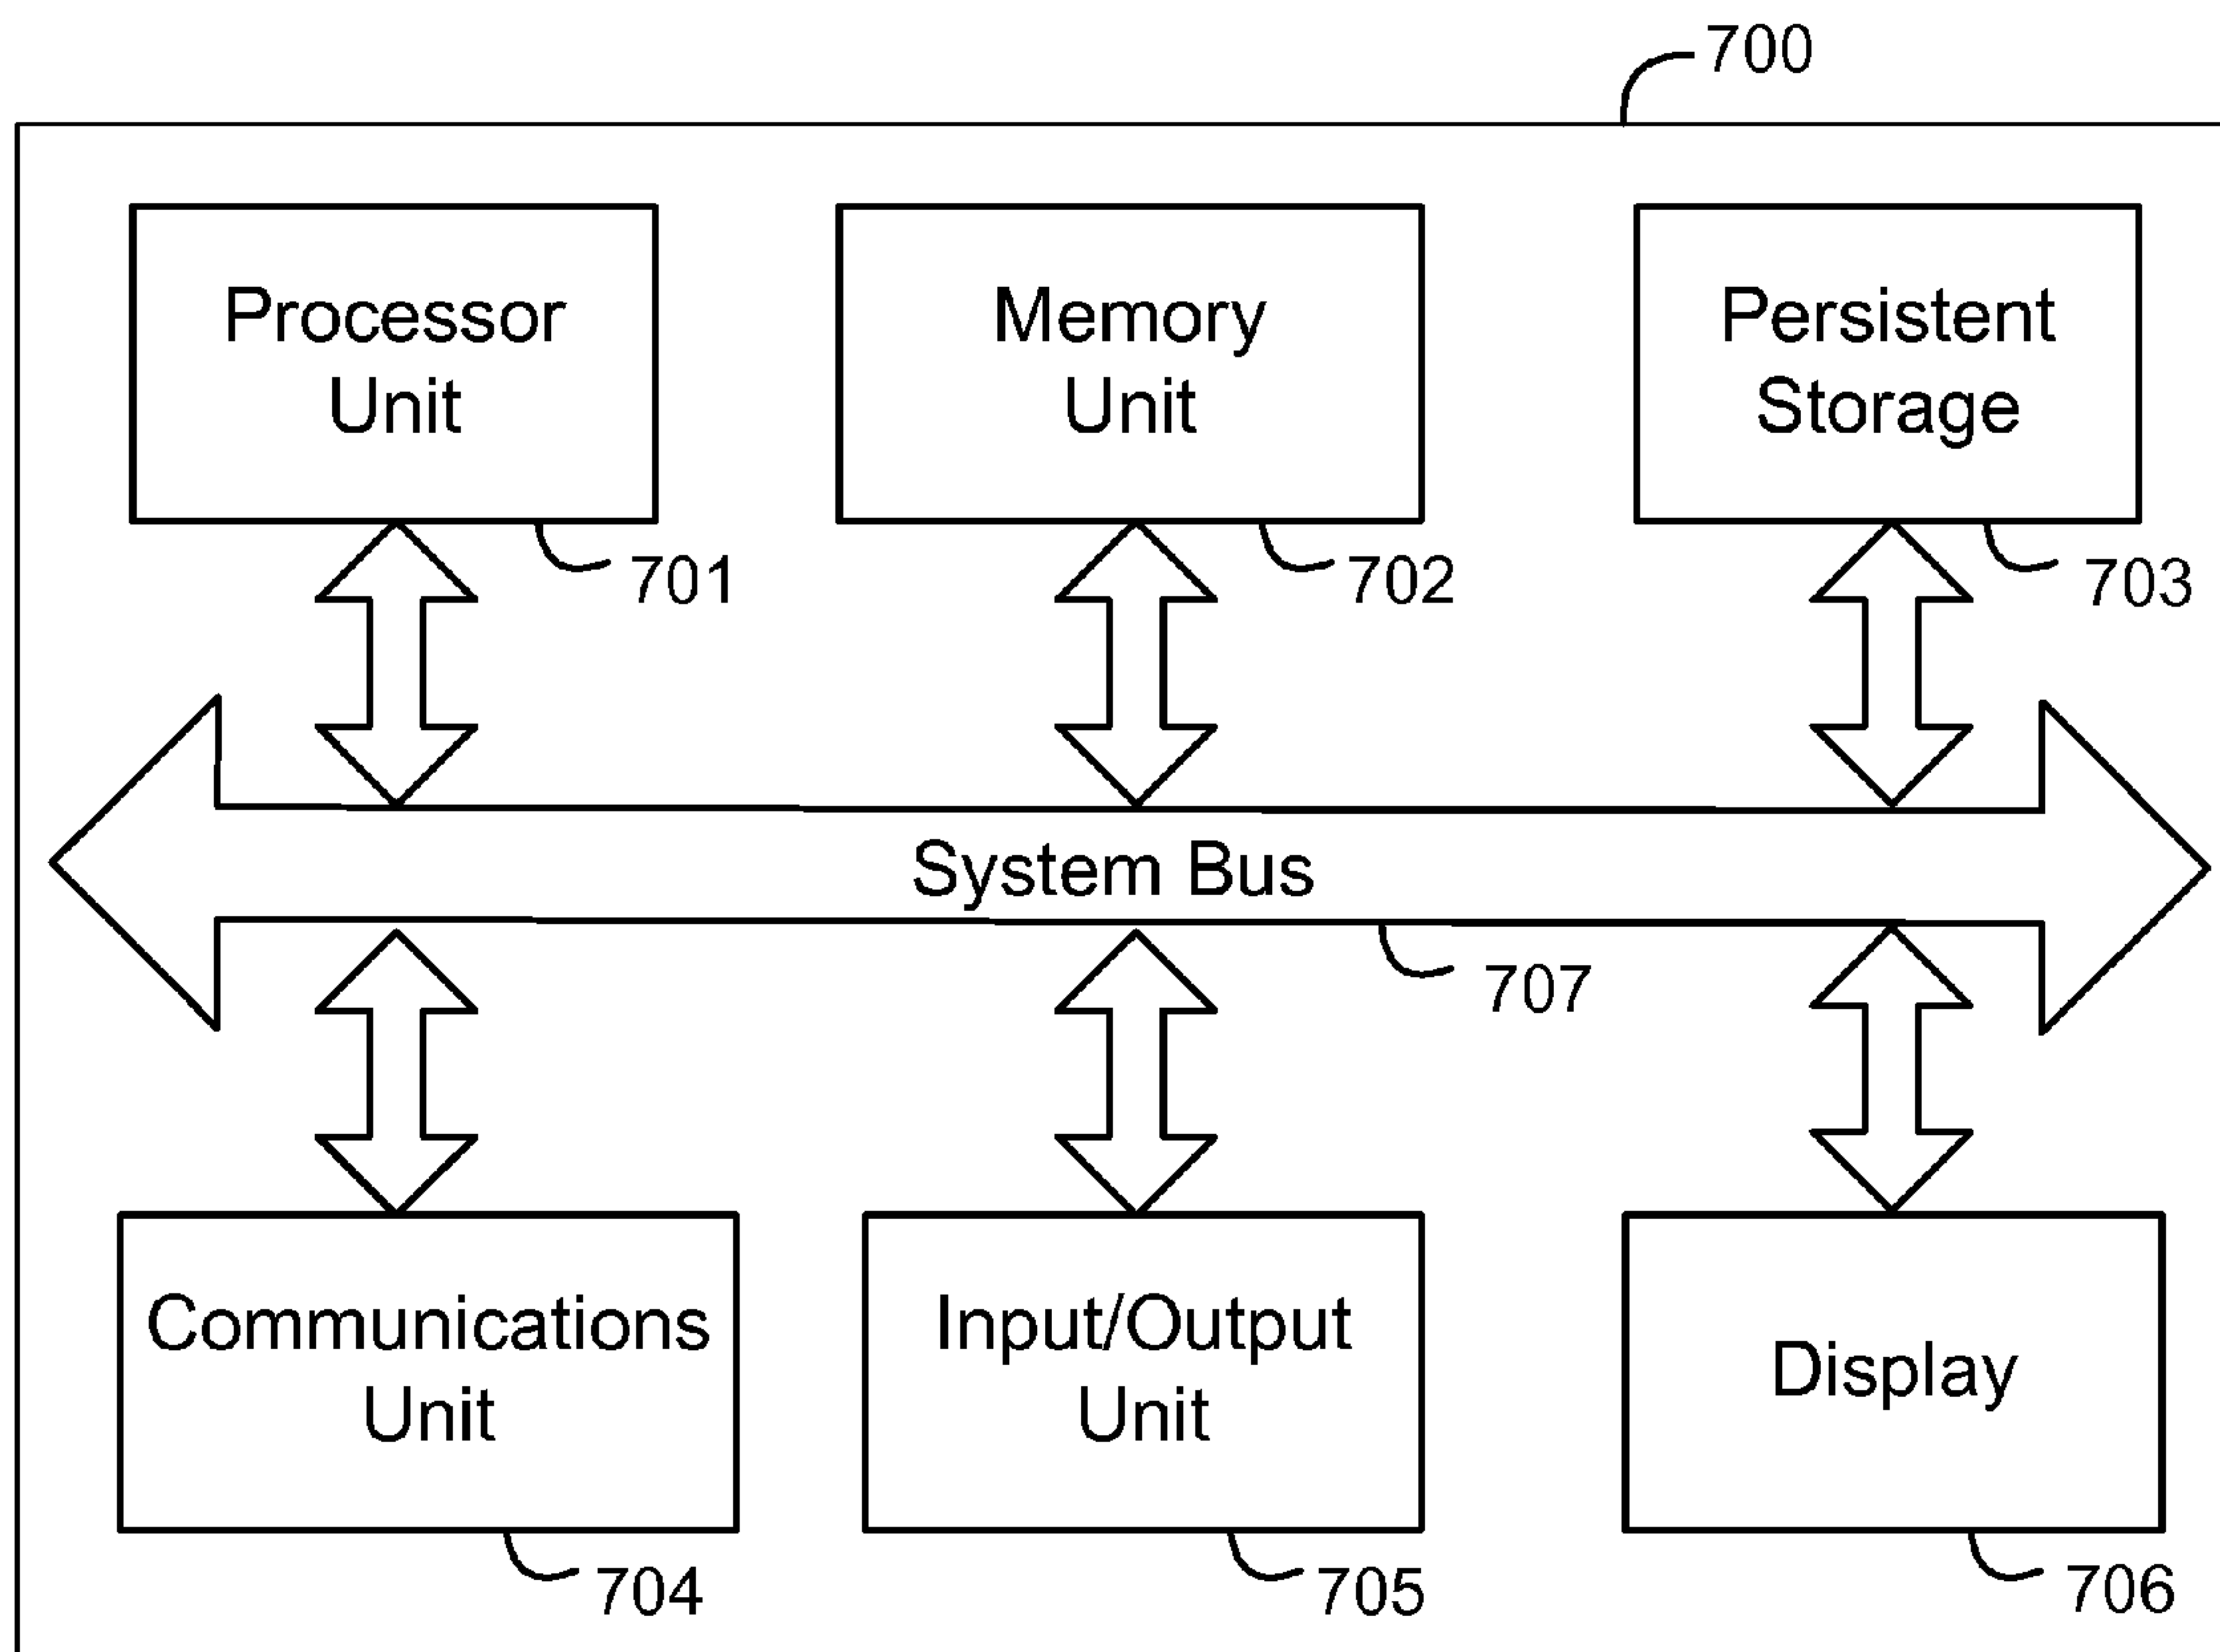 700
Processor
Unit
701
Memory
Unit
702
Persistent
Storage
703
System Bus
707
Communications
Unit
704
Input/Output
Unit
705
Display
706